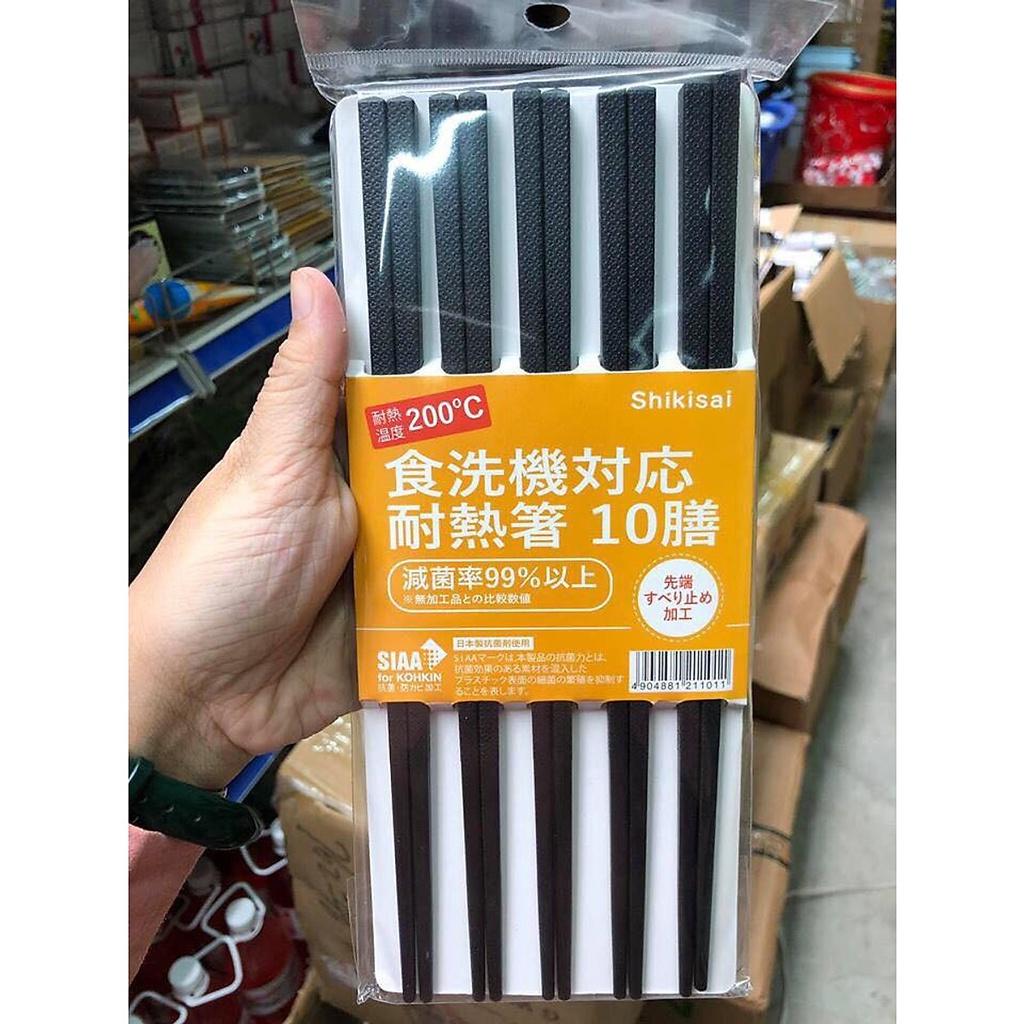 耐熱
温度 200℃
Shikisai
食洗機対応
耐熱箸 10膳
減菌率99%以上
※無加工品との比較数値
先端
すべり止め
加工
SIAA
for KOHKIN
抗菌・防カビ加工
日本製抗菌剤使用
SIAAマークは、本製品の抗菌力とは、
抗菌効果のある素材を混入した
プラスチック表面の細菌の繁殖を抑制す
ることを表します。
4904881211011